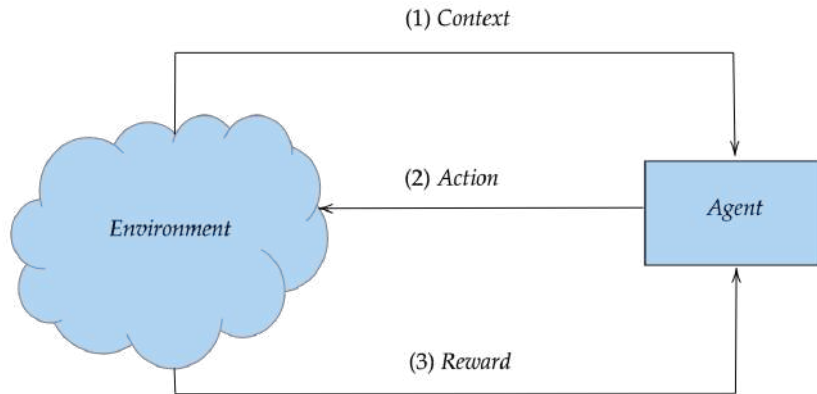 (1) Context
(2) Action
Environment
Agent
(3) Reward